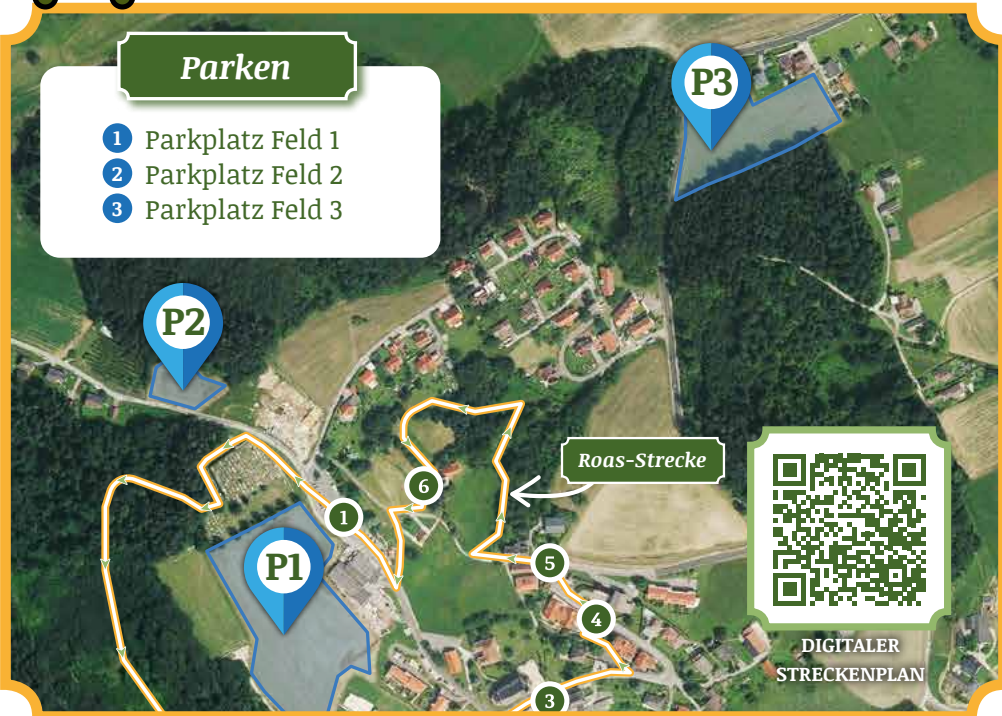 Parken
1 Parkplatz Feld 1
2 Parkplatz Feld 2
3 Parkplatz Feld 3
P3
P2
Roas-Strecke
6
1
5
P1
4
3
DIGITALER
STRECKENPLAN